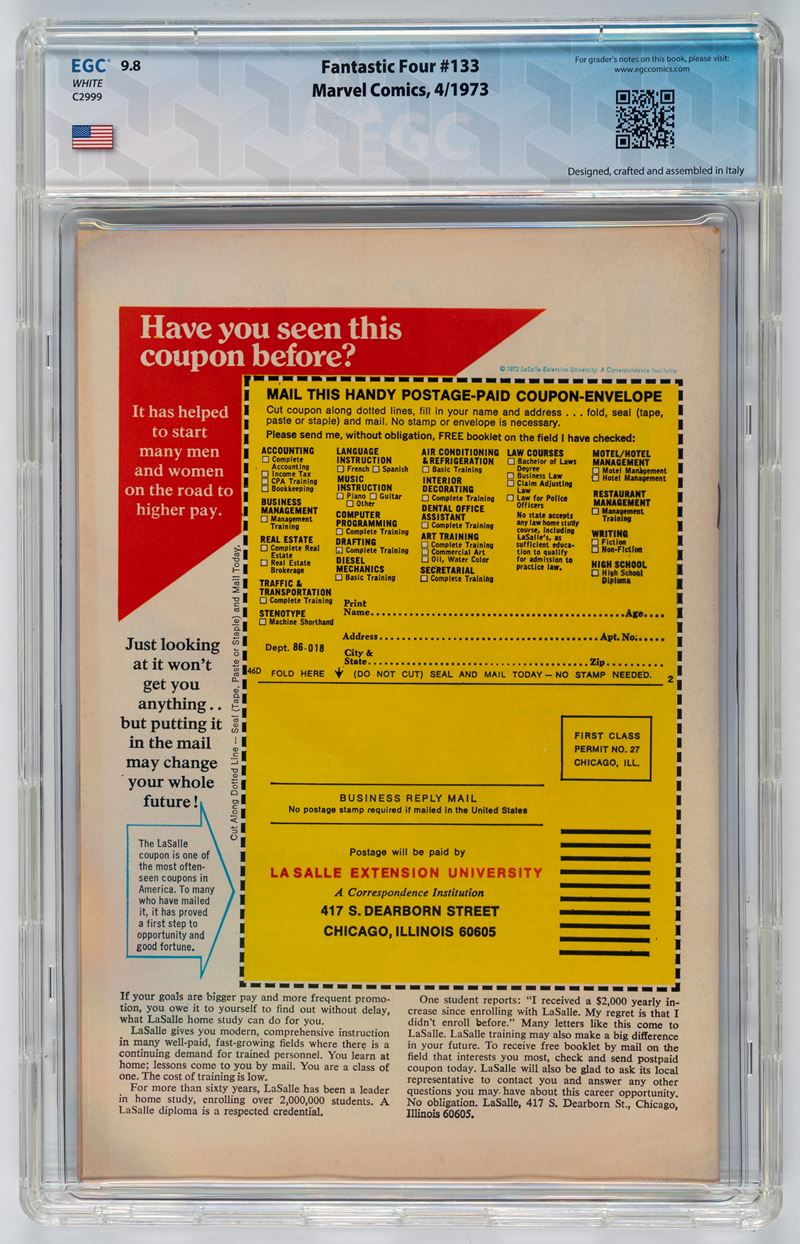 EGC® 9.8
WHITE
C2999
Fantastic Four #133
Marvel Comics, 4/1973
For grader's notes on this book, please visit:
www.egccomics.com
EGC
Designed, crafted and assembled in Italy
Have you seen this
coupon before?
© 1972 LaSalle Extension University. A Correspondence Institution
It has helped
to start
many men
and women
on the road to
higher pay.
MAIL THIS HANDY POSTAGE-PAID COUPON-ENVELOPE
Cut coupon along dotted lines, fill in your name and address . . . fold, seal (tape,
paste or staple) and mail. No stamp or envelope is necessary.
Please send me, without obligation, FREE booklet on the field I have checked:
ACCOUNTING
☐ Complete
Accounting
☐ Income Tax
☐ CPA Training
☐ Bookkeeping
BUSINESS
MANAGEMENT
☐ Management
Training
REAL ESTATE
☐ Complete Real
Estate
☐ Real Estate
Brokerage
TRAFFIC &
TRANSPORTATION
☐ Complete Training
STENOTYPE
☐ Machine Shorthand
LANGUAGE
INSTRUCTION
☐ French ☐ Spanish
MUSIC
INSTRUCTION
☐ Piano ☐ Guitar
☐ Other
COMPUTER
PROGRAMMING
☐ Complete Training
DRAFTING
☐ Complete Training
DIESEL
MECHANICS
☐ Basic Training
AIR CONDITIONING
& REFRIGERATION
☐ Basic Training
INTERIOR
DECORATING
☐ Complete Training
DENTAL OFFICE
ASSISTANT
☐ Complete Training
ART TRAINING
☐ Complete Training
☐ Commercial Art
☐ Oil, Water Color
SECRETARIAL
☐ Complete Training
LAW COURSES
☐ Bachelor of Laws
Degree
☐ Business Law
☐ Claim Adjusting
Law
☐ Law for Police
Officers
No state accepts
any law home study
course, including
LaSalle's, as
sufficient educa-
tion to qualify
for admission to
practice law.
MOTEL/HOTEL
MANAGEMENT
☐ Motel Management
☐ Hotel Management
RESTAURANT
MANAGEMENT
☐ Management
Training
WRITING
☐ Fiction
☐ Non-Fiction
HIGH SCHOOL
☐ High School
Diploma
Print
Name..................................................Age....
Address..............................................Apt. No......
Dept. 86-018
City &
State..............................................Zip..........
46D FOLD HERE ↓ (DO NOT CUT) SEAL AND MAIL TODAY – NO STAMP NEEDED. 2
Cut Along Dotted Line — Seal (Tape, Paste or Staple) and Mail Today.
Just looking
at it won't
get you
anything . .
but putting it
in the mail
may change
your whole
future!
The LaSalle
coupon is one of
the most often-
seen coupons in
America. To many
who have mailed
it, it has proved
a first step to
opportunity and
good fortune.
FIRST CLASS
PERMIT NO. 27
CHICAGO, ILL.
BUSINESS REPLY MAIL
No postage stamp required if mailed in the United States
Postage will be paid by
LA SALLE EXTENSION UNIVERSITY
A Correspondence Institution
417 S. DEARBORN STREET
CHICAGO, ILLINOIS 60605
If your goals are bigger pay and more frequent promo-
tion, you owe it to yourself to find out without delay,
what LaSalle home study can do for you.
LaSalle gives you modern, comprehensive instruction
in many well-paid, fast-growing fields where there is a
continuing demand for trained personnel. You learn at
home; lessons come to you by mail. You are a class of
one. The cost of training is low.
For more than sixty years, LaSalle has been a leader
in home study, enrolling over 2,000,000 students. A
LaSalle diploma is a respected credential.
One student reports: "I received a $2,000 yearly in-
crease since enrolling with LaSalle. My regret is that I
didn't enroll before." Many letters like this come to
LaSalle. LaSalle training may also make a big difference
in your future. To receive free booklet by mail on the
field that interests you most, check and send postpaid
coupon today. LaSalle will also be glad to ask its local
representative to contact you and answer any other
questions you may have about this career opportunity.
No obligation. LaSalle, 417 S. Dearborn St., Chicago,
Illinois 60605.